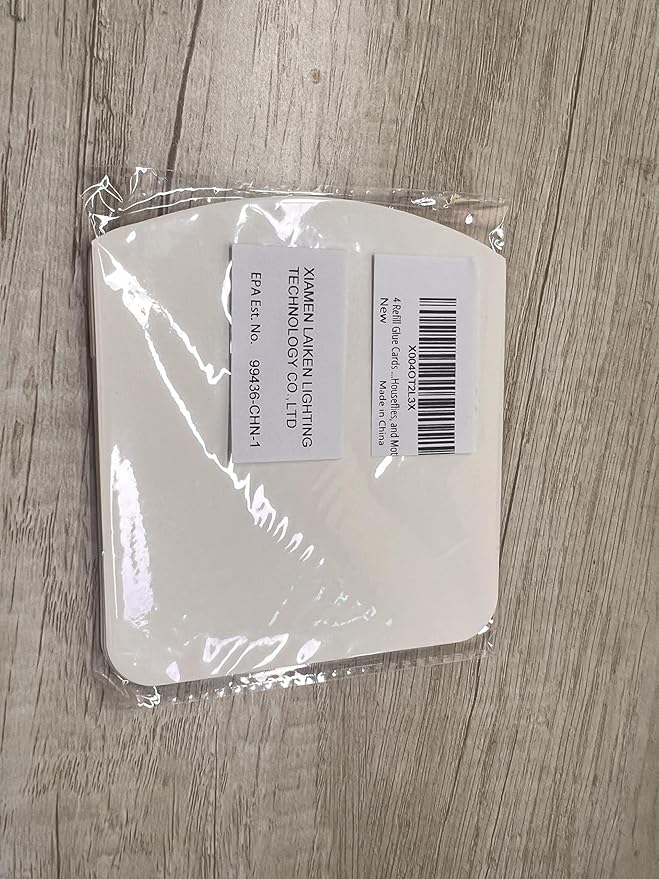 X004OT2L3X
4 Refill Glue Cards ...Houseflies, and Mot
New
Made in China
XIAMEN LAIKEN LIGHTING
TECHNOLOGY CO.,LTD
EPA Est. No. 99436-CHN-1